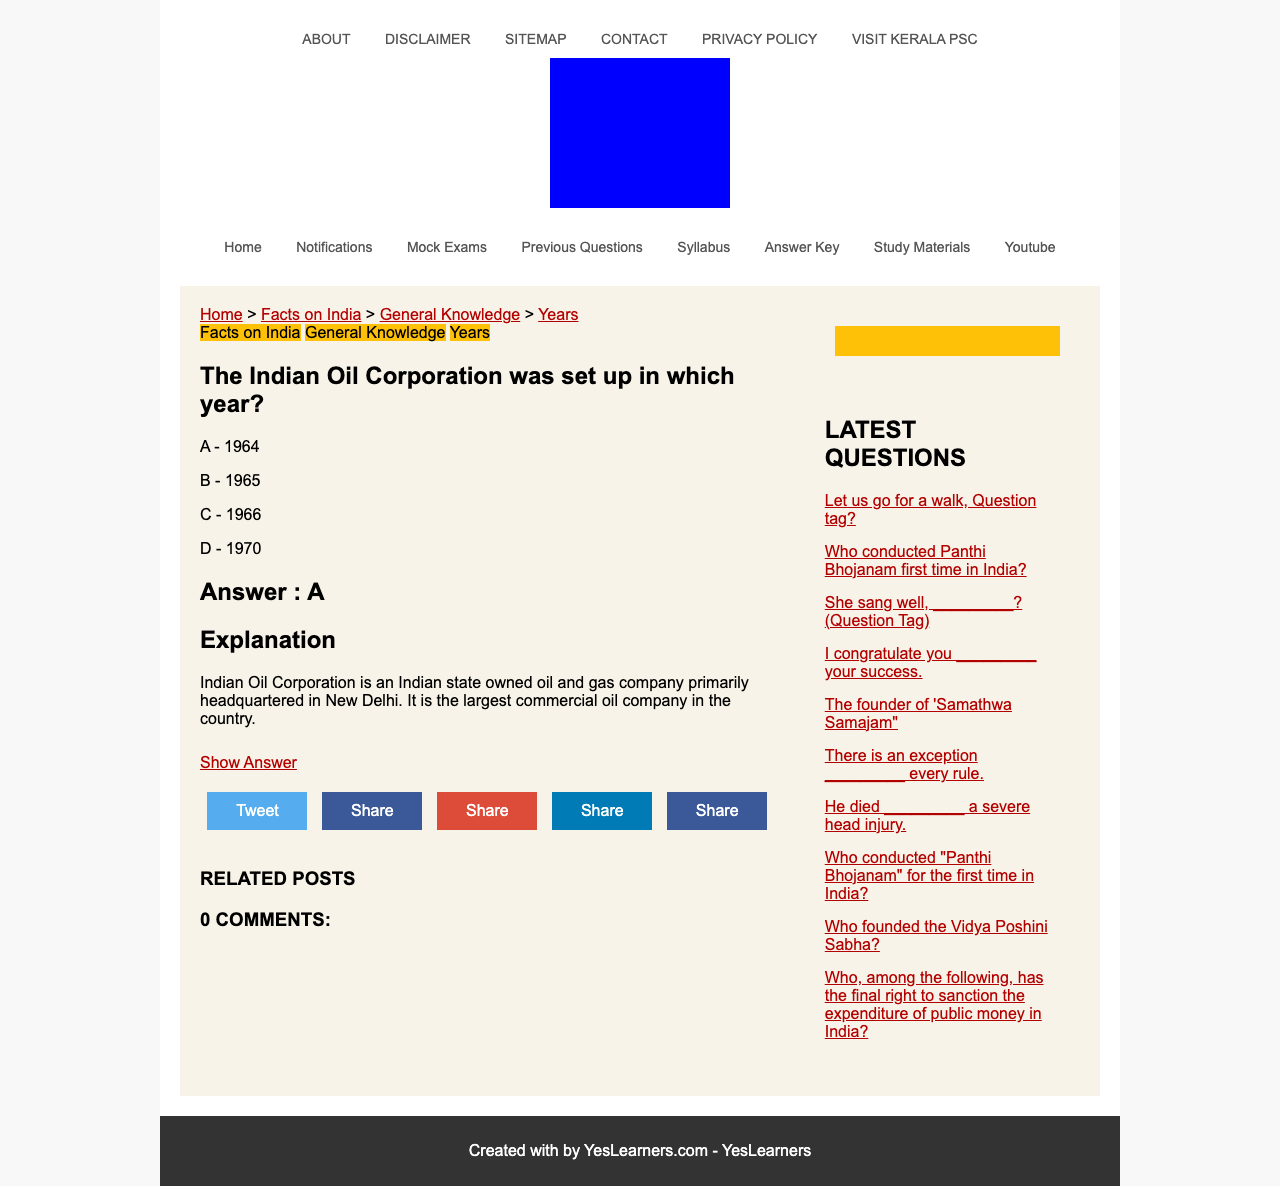 ABOUT DISCLAIMER SITEMAP CONTACT PRIVACY POLICY VISIT KERALA PSC
Home Notifications Mock Exams Previous Questions Syllabus Answer Key Study Materials Youtube
Home > Facts on India > General Knowledge > Years
Facts on India General Knowledge Years
The Indian Oil Corporation was set up in which
year?
A - 1964
B - 1965
C - 1966
D - 1970
Answer : A
Explanation
Indian Oil Corporation is an Indian state owned oil and gas company primarily
headquartered in New Delhi. It is the largest commercial oil company in the
country.
Show Answer
Tweet Share Share Share Share
RELATED POSTS
0 COMMENTS:
LATEST
QUESTIONS
Let us go for a walk, Question
tag?
Who conducted Panthi
Bhojanam first time in India?
She sang well, _________?
(Question Tag)
I congratulate you _________
your success.
The founder of 'Samathwa
Samajam"
There is an exception
_________ every rule.
He died _________ a severe
head injury.
Who conducted "Panthi
Bhojanam" for the first time in
India?
Who founded the Vidya Poshini
Sabha?
Who, among the following, has
the final right to sanction the
expenditure of public money in
India?
Created with by YesLearners.com - YesLearners